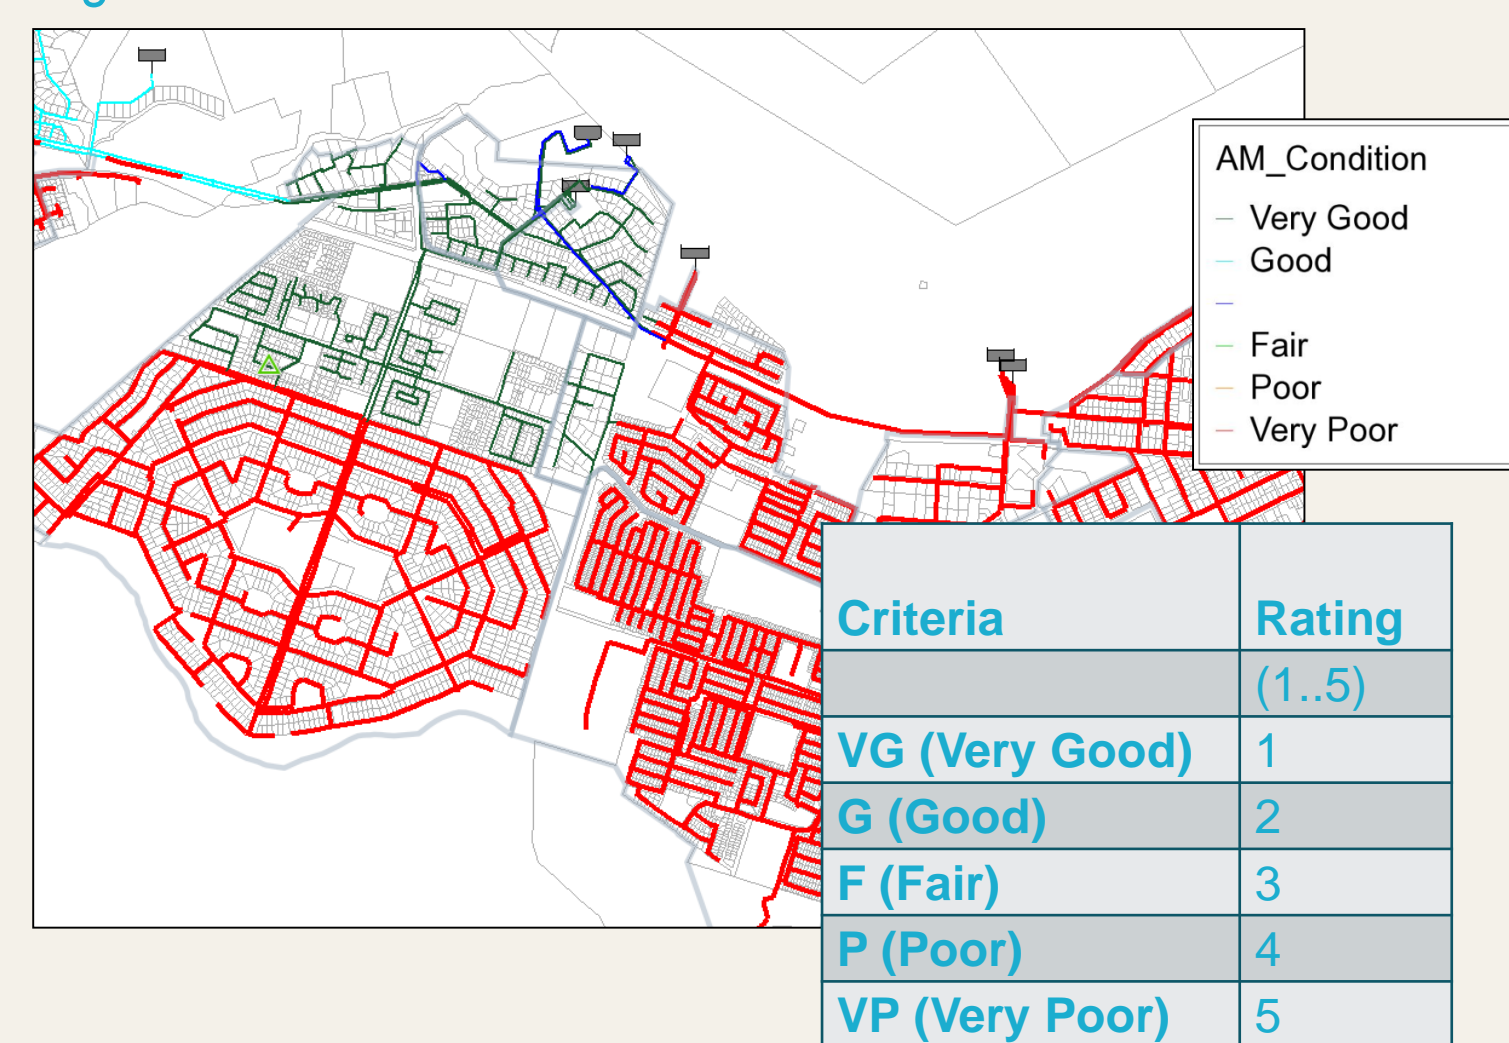 AM_Condition
Very Good
Good
Fair
Poor
Very Poor
Criteria Rating
(1..5)
VG (Very Good) 1
G (Good) 2
F (Fair) 3
P (Poor) 4
VP (Very Poor) 5